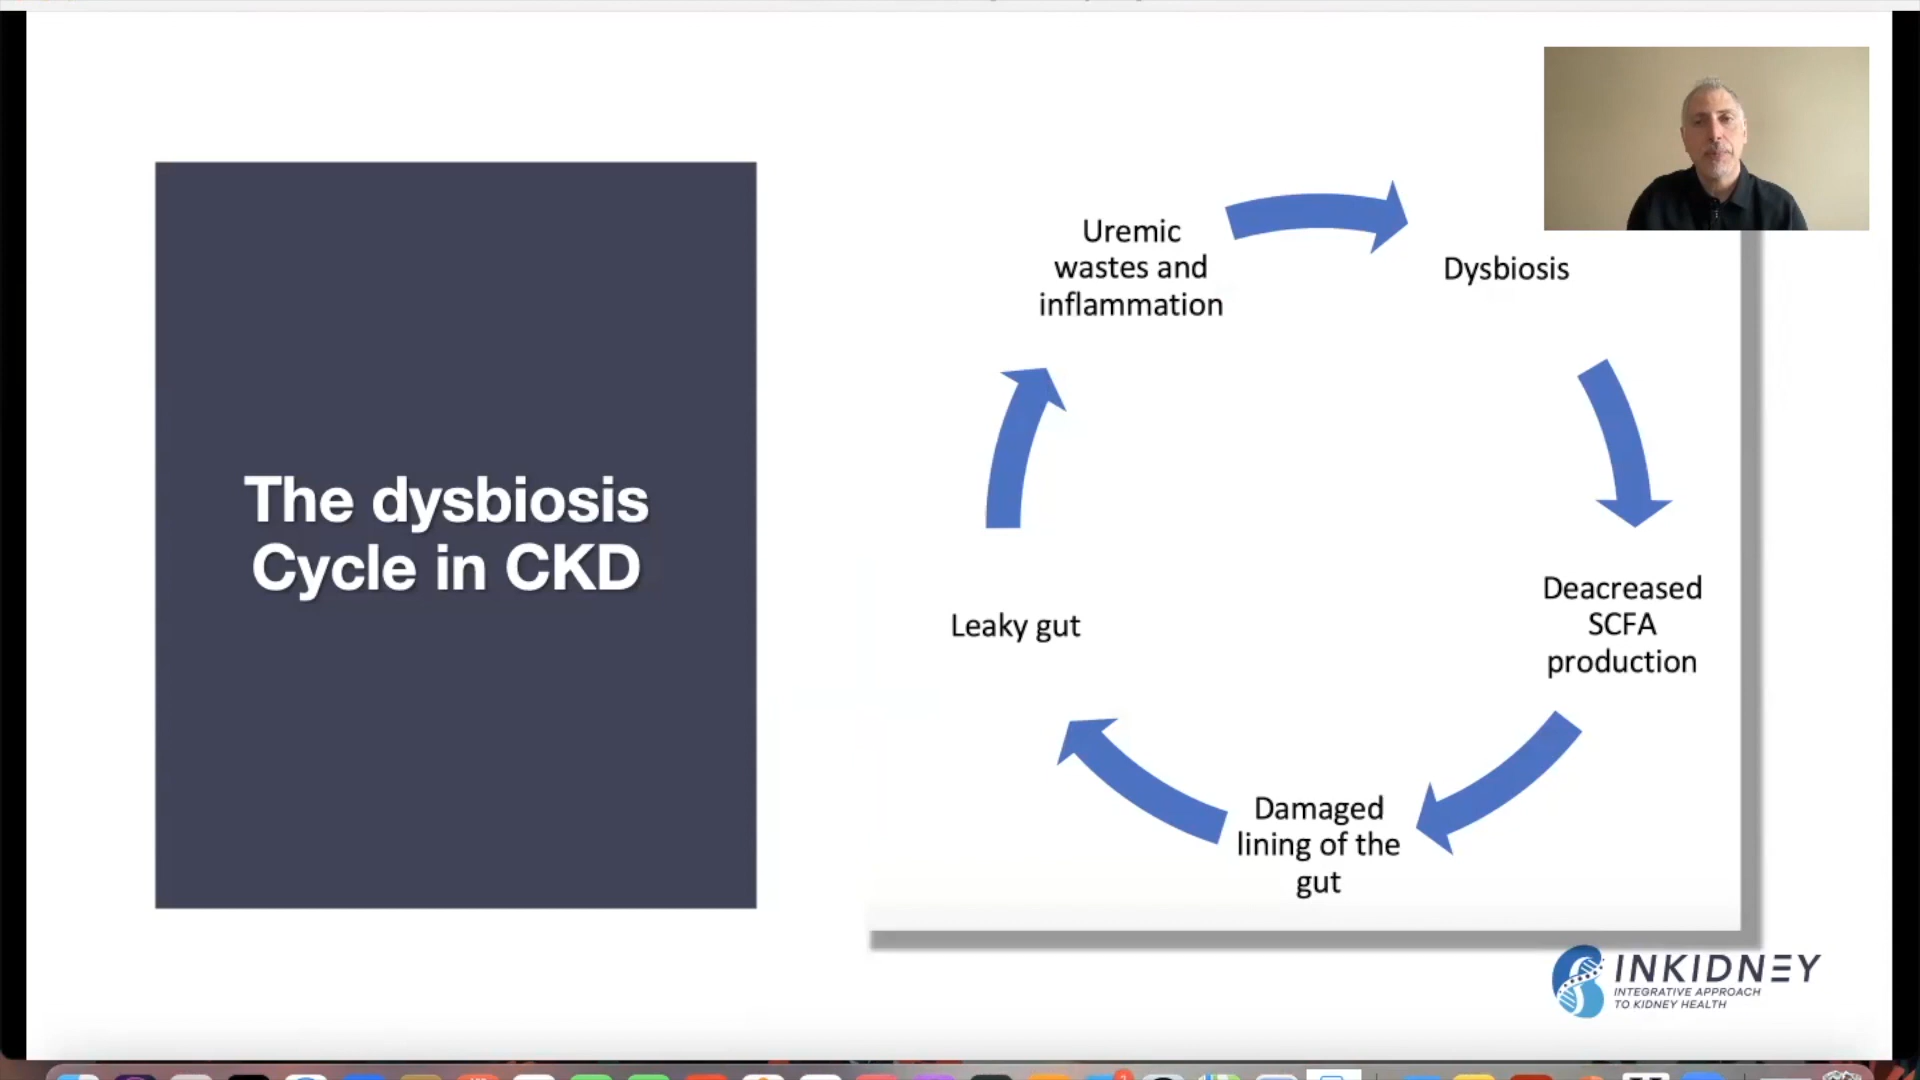 The dysbiosis
Cycle in CKD
Uremic
wastes and
inflammation
Dysbiosis
Deacreased
SCFA
production
Damaged
lining of the
gut
Leaky gut
INKIDNEY
INTEGRATIVE APPROACH
TO KIDNEY HEALTH